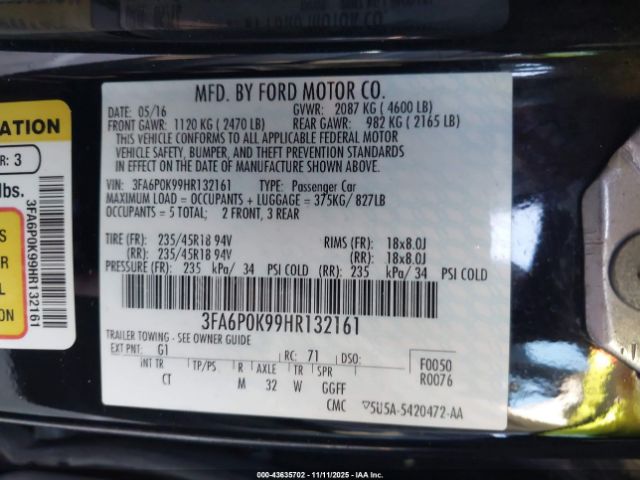 MFD. BY FORD MOTOR CO.
DATE: 05/16 GVWR: 2087 KG ( 4600 LB)
FRONT GAWR: 1120 KG ( 2470 LB) REAR GAWR: 982 KG ( 2165 LB)
THIS VEHICLE CONFORMS TO ALL APPLICABLE FEDERAL MOTOR
VEHICLE SAFETY, BUMPER, AND THEFT PREVENTION STANDARDS
IN EFFECT ON THE DATE OF MANUFACTURE SHOWN ABOVE.
VIN: 3FA6P0K99HR132161 TYPE: Passenger Car
MAXIMUM LOAD = OCCUPANTS + LUGGAGE = 375KG/ 827LB
OCCUPANTS = 5 TOTAL: 2 FRONT, 3 REAR
TIRE (FR): 235/45R18 94V RIMS (FR): 18x8.0J
(RR): 235/45R18 94V (RR): 18x8.0J
PRESSURE (FR): 235 kPa/ 34 PSI COLD (RR): 235 kPa/ 34 PSI COLD
3FA6P0K99HR132161
TRAILER TOWING - SEE OWNER GUIDE
EXT PNT: G1 RC: 71 DSO: F0050
INT TR TP/PS R AXLE TR SPR R0076
CT M 32 W GGFF
CMC 5U5A-5420472-AA
ATION
R: 3
lbs.
S
ER
L
S
3FA6P0K99HR132161
000-43635702 - 11/11/2025 - IAAI.com